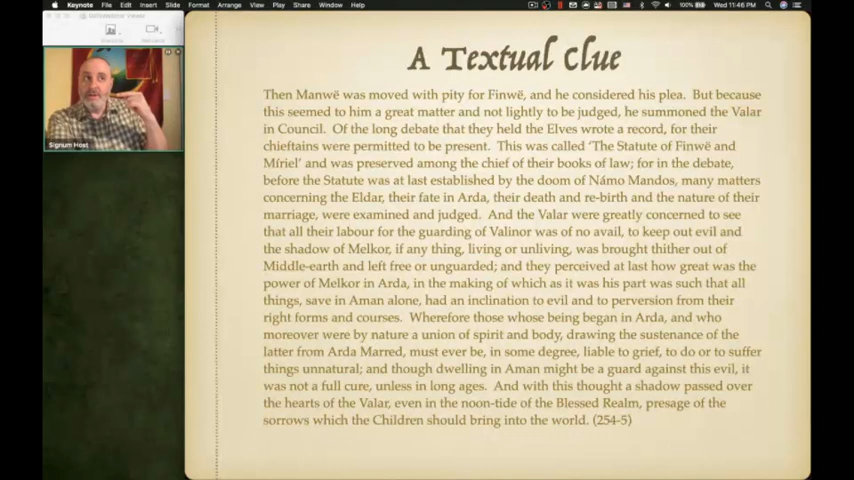 Keynote File Edit Insert Slide Format Arrange View Play Share Window Help
100% Wed 11:46 PM
Signum Host
A Textual Clue
Then Manwë was moved with pity for Finwë, and he considered his plea. But because
this seemed to him a great matter and not lightly to be judged, he summoned the Valar
in Council. Of the long debate that they held the Elves wrote a record, for their
chieftains were permitted to be present. This was called ‘The Statute of Finwë and
Míriel’ and was preserved among the chief of their books of law; for in the debate,
before the Statute was at last established by the doom of Námo Mandos, many matters
concerning the Eldar, their fate in Arda, their death and re-birth and the nature of their
marriage, were examined and judged. And the Valar were greatly concerned to see
that all their labour for the guarding of Valinor was of no avail, to keep out evil and
the shadow of Melkor, if any thing, living or unliving, was brought thither out of
Middle-earth and left free or unguarded; and they perceived at last how great was the
power of Melkor in Arda, in the making of which as it was his part was such that all
things, save in Aman alone, had an inclination to evil and to perversion from their
right forms and courses. Wherefore those whose being began in Arda, and who
moreover were by nature a union of spirit and body, drawing the sustenance of the
latter from Arda Marred, must ever be, in some degree, liable to grief, to do or to suffer
things unnatural; and though dwelling in Aman might be a guard against this evil, it
was not a full cure, unless in long ages. And with this thought a shadow passed over
the hearts of the Valar, even in the noon-tide of the Blessed Realm, presage of the
sorrows which the Children should bring into the world. (254-5)